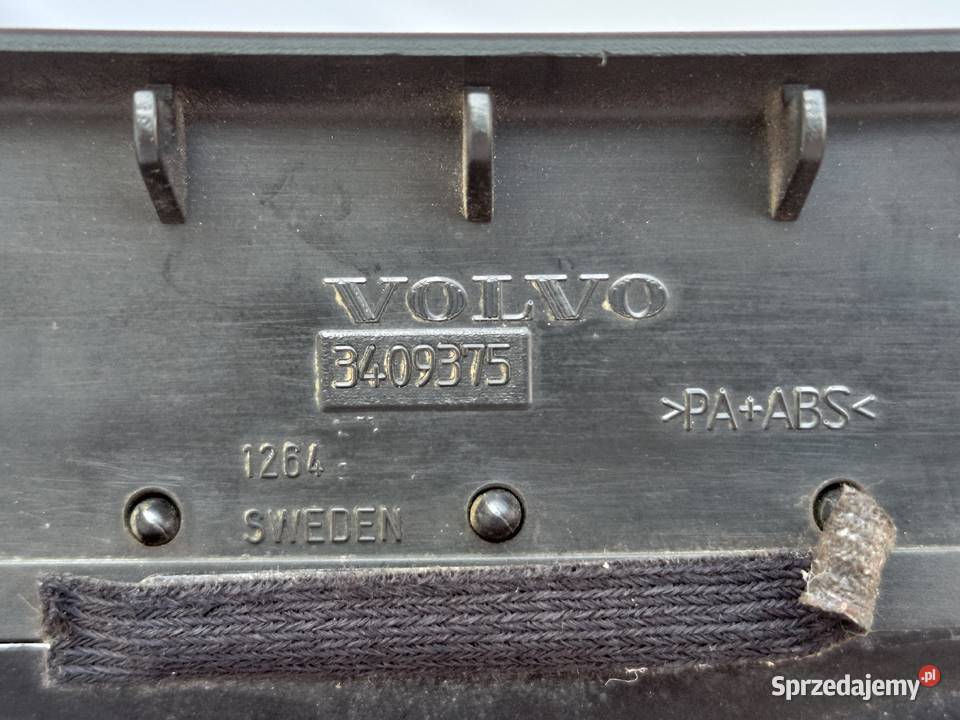 VOLVO
3409375
>PA+ABS<
1264
SWEDEN
Sprzedajemy.pl